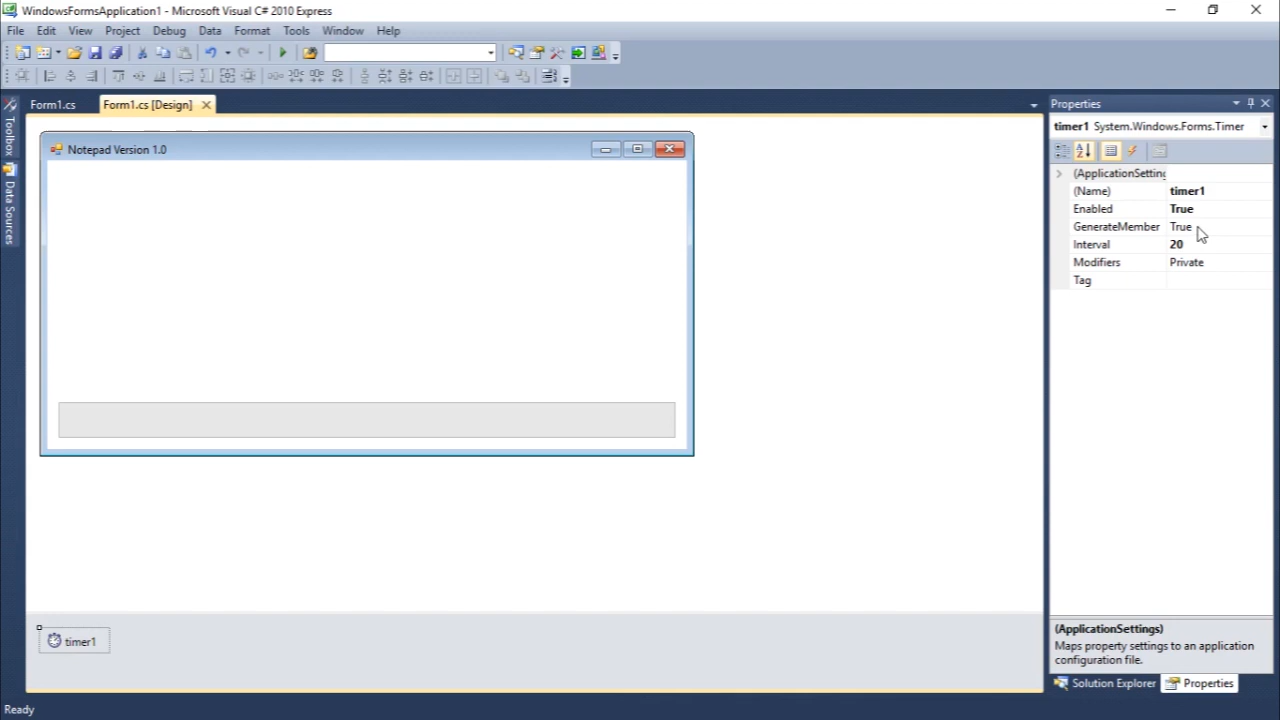 WindowsFormsApplication1 - Microsoft Visual C# 2010 Express
File Edit View Project Debug Data Format Tools Window Help
Form1.cs Form1.cs [Design]
Toolbox
Data Sources
Notepad Version 1.0
timer1
Properties
timer1 System.Windows.Forms.Timer
(ApplicationSetting
(Name) timer1
Enabled True
GenerateMember True
Interval 20
Modifiers Private
Tag
(ApplicationSettings)
Maps property settings to an application
configuration file.
Solution Explorer Properties
Ready